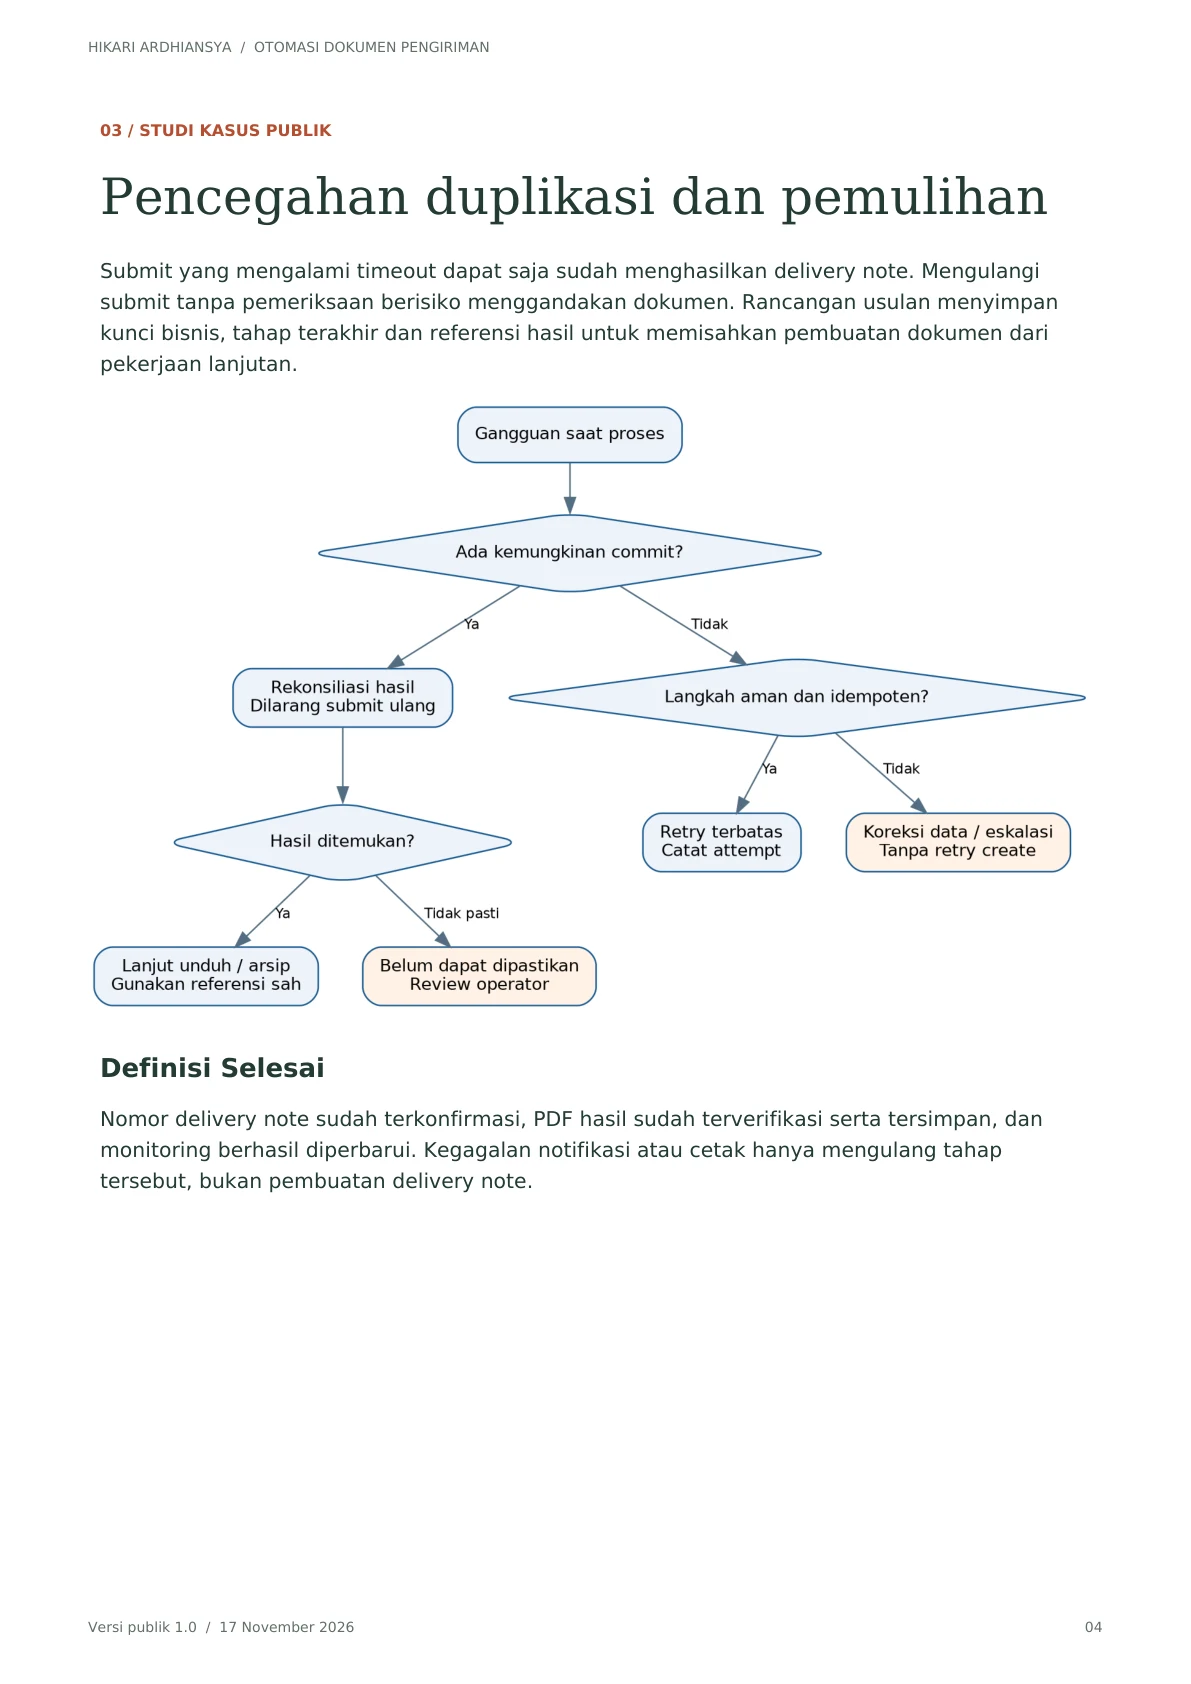 HIKARI ARDHIANSYA / OTOMASI DOKUMEN PENGIRIMAN
03 / STUDI KASUS PUBLIK
Pencegahan duplikasi dan pemulihan
Submit yang mengalami timeout dapat saja sudah menghasilkan delivery note. Mengulangi
submit tanpa pemeriksaan berisiko menggandakan dokumen. Rancangan usulan menyimpan
kunci bisnis, tahap terakhir dan referensi hasil untuk memisahkan pembuatan dokumen dari
pekerjaan lanjutan.
Gangguan saat proses
Ada kemungkinan commit?
Ya
Tidak
Rekonsiliasi hasil
Dilarang submit ulang
Langkah aman dan idempoten?
Ya
Tidak
Retry terbatas
Catat attempt
Koreksi data / eskalasi
Tanpa retry create
Hasil ditemukan?
Ya
Tidak pasti
Lanjut unduh / arsip
Gunakan referensi sah
Belum dapat dipastikan
Review operator
Definisi Selesai
Nomor delivery note sudah terkonfirmasi, PDF hasil sudah terverifikasi serta tersimpan, dan
monitoring berhasil diperbarui. Kegagalan notifikasi atau cetak hanya mengulang tahap
tersebut, bukan pembuatan delivery note.
Versi publik 1.0 / 17 November 2026
04